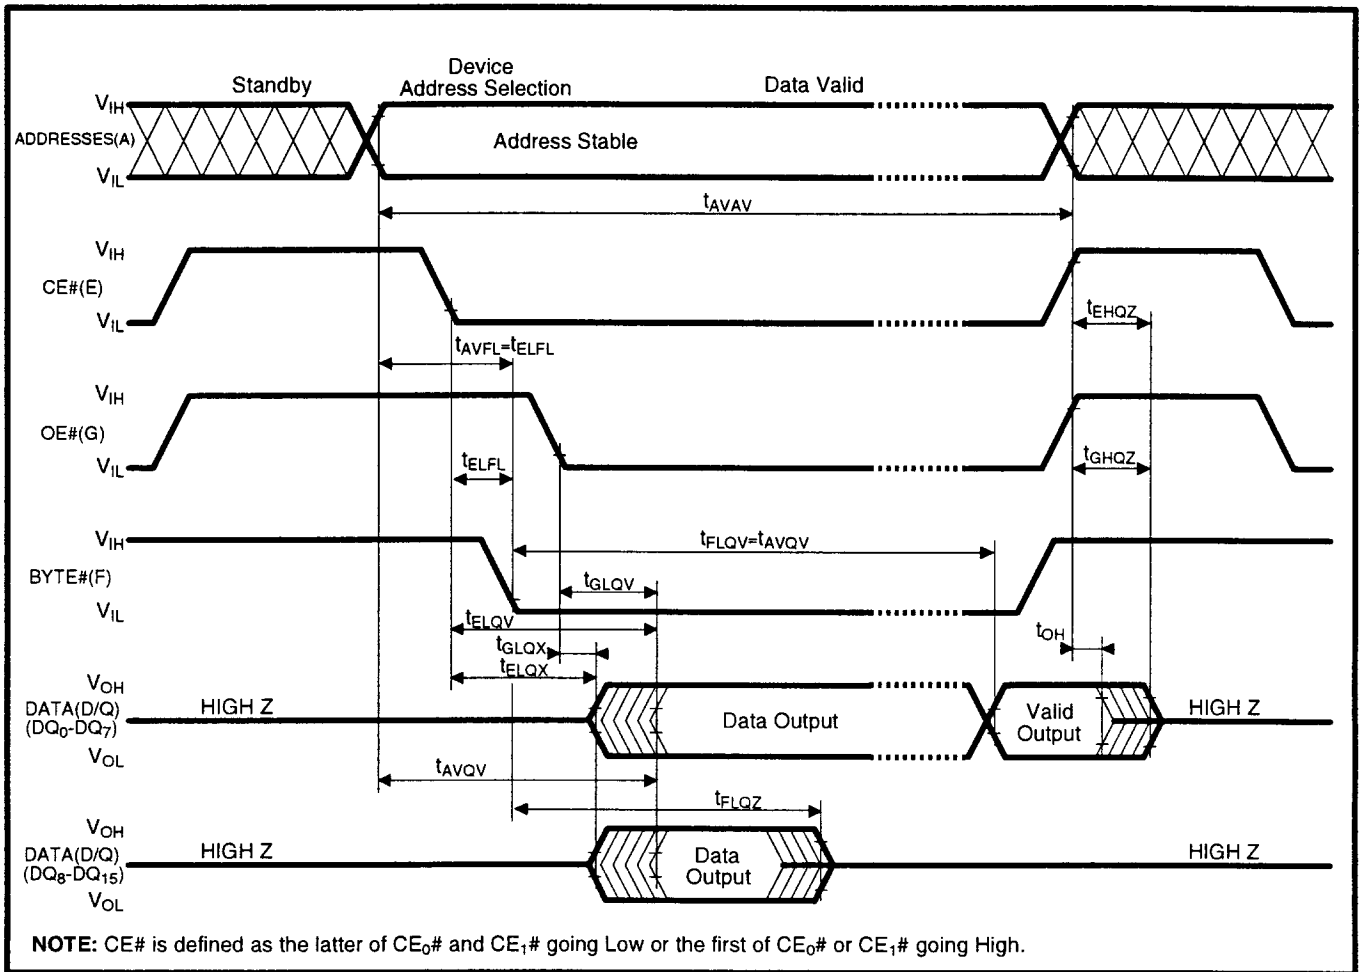 Standby
Device
Address Selection
Data Valid
VIH
ADDRESSES(A)
Address Stable
VIL
tAVAV
VIH
CE#(E)
VIL
tEHQZ
tAVFL=tELFL
VIH
OE#(G)
VIL
tELFL
tGHQZ
VIH
tFLQV=tAVQV
BYTE#(F)
tGLQV
VIL
tELQV
tOH
tGLQX
tELQX
VOH
DATA(D/Q)
(DQ0-DQ7)
HIGH Z
Data Output
Valid
Output
HIGH Z
VOL
tAVQV
tFLQZ
VOH
DATA(D/Q)
(DQ8-DQ15)
HIGH Z
Data
Output
HIGH Z
VOL
NOTE: CE# is defined as the latter of CE0# and CE1# going Low or the first of CE0# or CE1# going High.